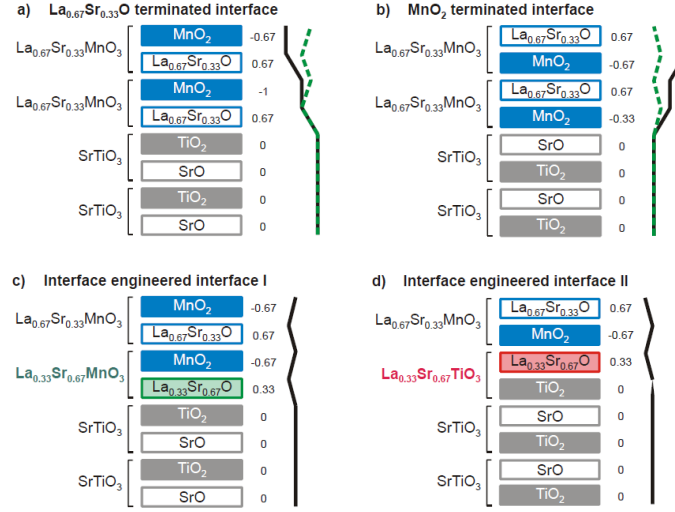 a) La0.67Sr0.33O terminated interface
La0.67Sr0.33MnO3
MnO2 -0.67
La0.67Sr0.33O 0.67
La0.67Sr0.33MnO3
MnO2 -1
La0.67Sr0.33O 0.67
SrTiO3
TiO2 0
SrO 0
SrTiO3
TiO2 0
SrO 0
b) MnO2 terminated interface
La0.67Sr0.33MnO3
La0.67Sr0.33O 0.67
MnO2 -0.67
La0.67Sr0.33MnO3
La0.67Sr0.33O 0.67
MnO2 -0.33
SrTiO3
SrO 0
TiO2 0
SrTiO3
SrO 0
TiO2 0
c) Interface engineered interface I
La0.67Sr0.33MnO3
MnO2 -0.67
La0.67Sr0.33O 0.67
La0.33Sr0.67MnO3
MnO2 -0.67
La0.33Sr0.67O 0.33
SrTiO3
TiO2 0
SrO 0
SrTiO3
TiO2 0
SrO 0
d) Interface engineered interface II
La0.67Sr0.33MnO3
La0.67Sr0.33O 0.67
MnO2 -0.67
La0.33Sr0.67TiO3
La0.33Sr0.67O 0.33
TiO2 0
SrTiO3
SrO 0
TiO2 0
SrTiO3
SrO 0
TiO2 0